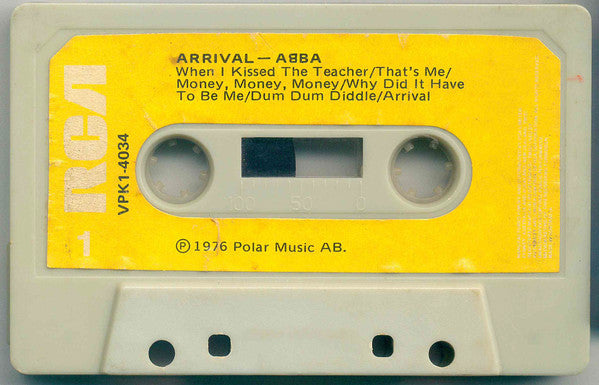 ARRIVAL — ABBA
When I Kissed The Teacher/That's Me/
Money, Money, Money/Why Did It Have
To Be Me/Dum Dum Diddle/Arrival
RCA
VPK1-4034
1
100 50 0
℗ 1976 Polar Music AB.